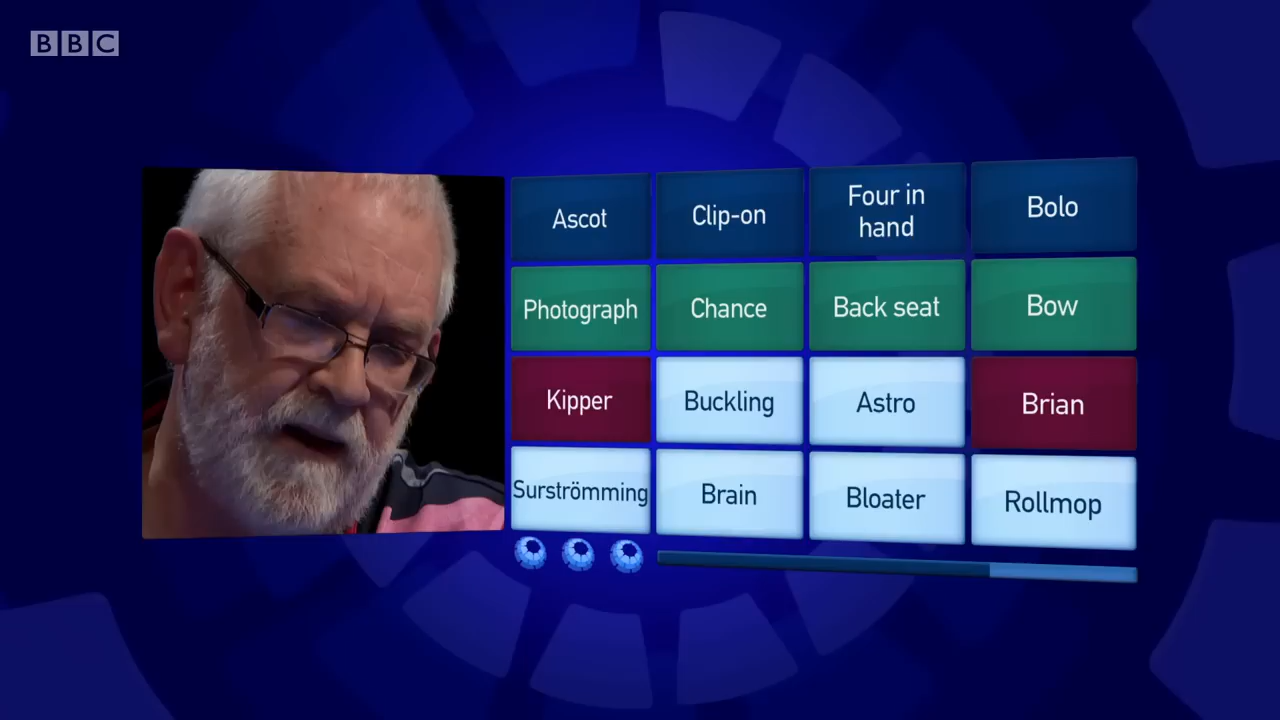 BBC
Ascot
Clip-on
Four in
hand
Bolo
Photograph
Chance
Back seat
Bow
Kipper
Buckling
Astro
Brian
Surströmming
Brain
Bloater
Rollmop